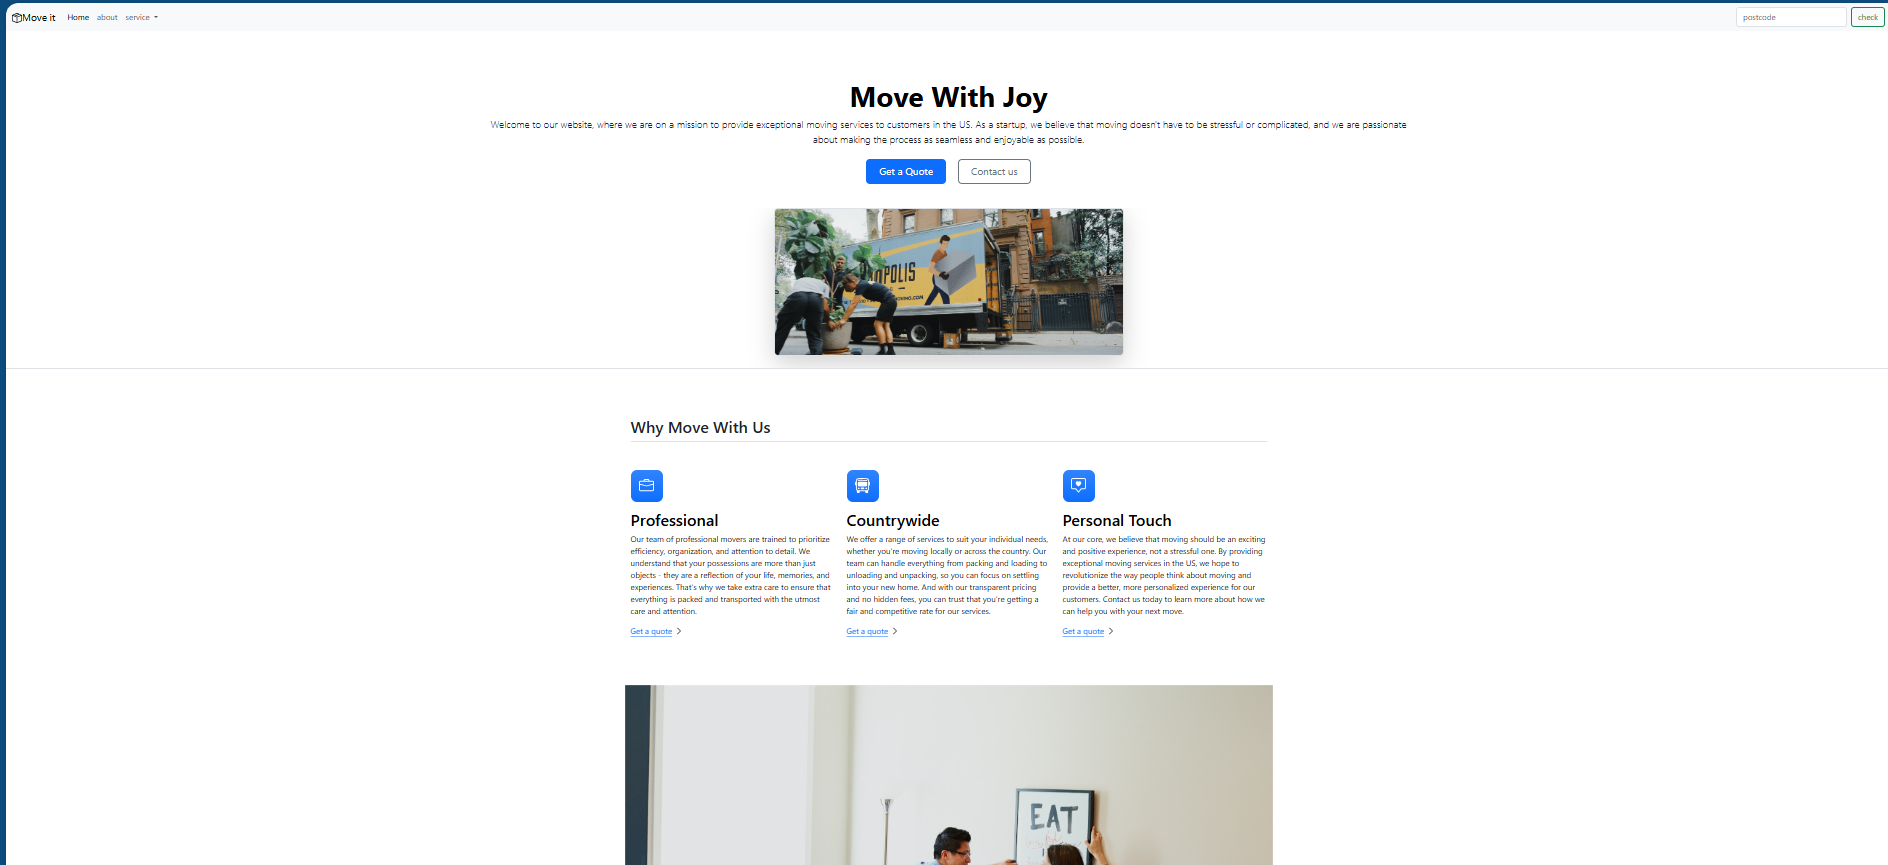 Move it Home about service postcode check
Move With Joy
Welcome to our website, where we are on a mission to provide exceptional moving services to customers in the US. As a startup, we believe that moving doesn't have to be stressful or complicated, and we are passionate
about making the process as seamless and enjoyable as possible.
Get a Quote Contact us
OPOLIS
Why Move With Us
Professional
Our team of professional movers are trained to prioritize
efficiency, organization, and attention to detail. We
understand that your possessions are more than just
objects - they are a reflection of your life, memories, and
experiences. That's why we take extra care to ensure that
everything is packed and transported with the utmost
care and attention.
Get a quote
Countrywide
We offer a range of services to suit your individual needs,
whether you're moving locally or across the country. Our
team can handle everything from packing and loading to
unloading and unpacking, so you can focus on settling
into your new home. And with our transparent pricing
and no hidden fees, you can trust that you're getting a
fair and competitive rate for our services.
Get a quote
Personal Touch
At our core, we believe that moving should be an exciting
and positive experience, not a stressful one. By providing
exceptional moving services in the US, we hope to
revolutionize the way people think about moving and
provide a better, more personalized experience for our
customers. Contact us today to learn more about how we
can help you with your next move.
Get a quote
EAT